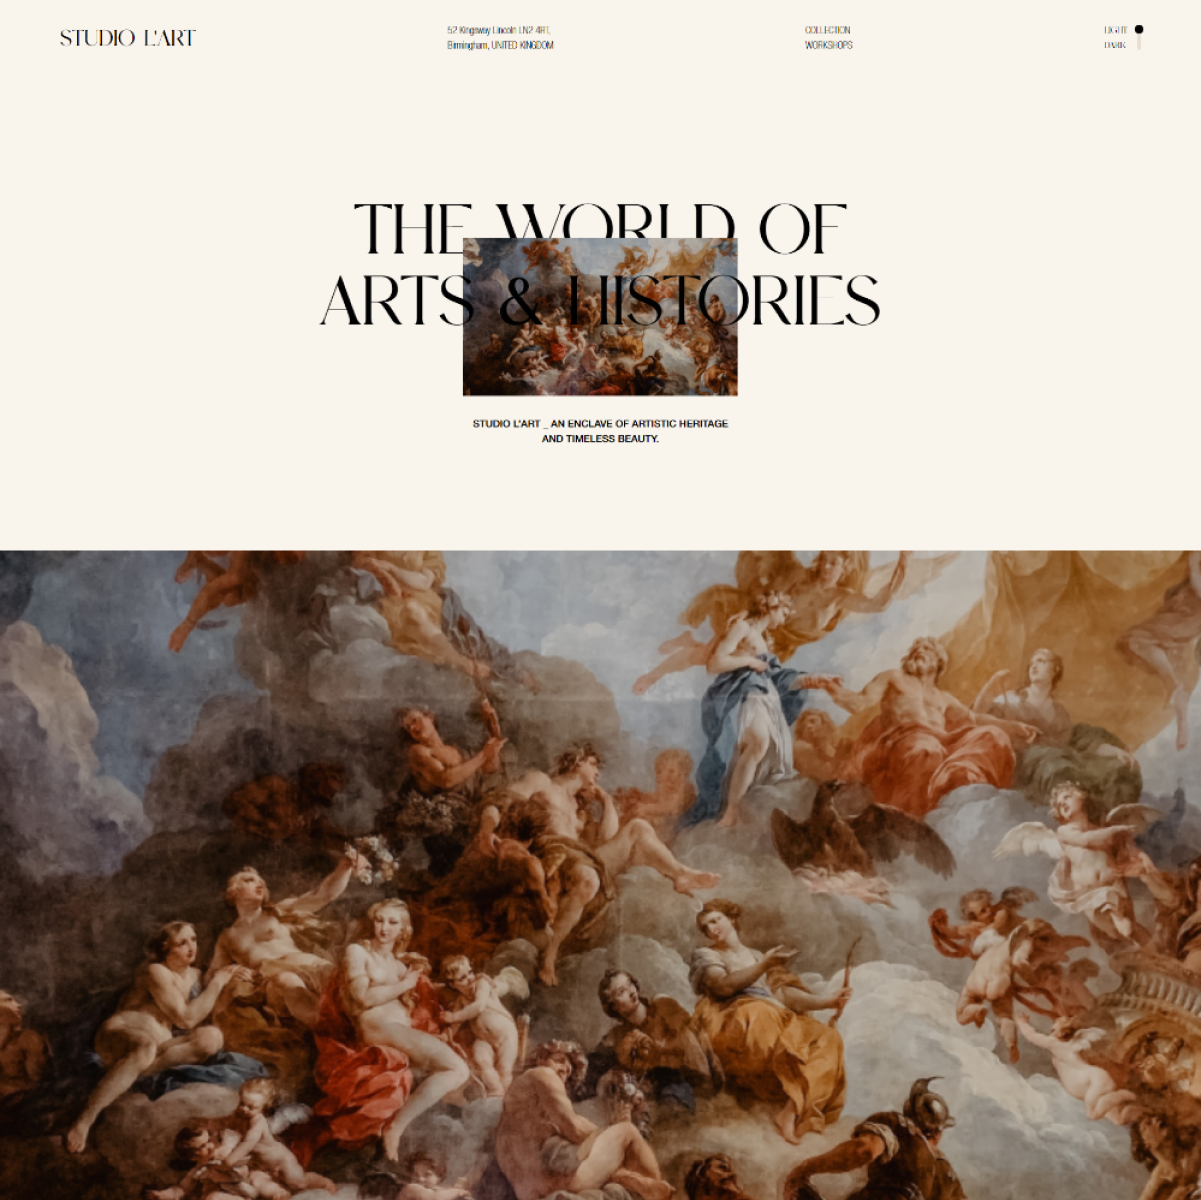 STUDIO L'ART
52 Kingsway Lincoln LN2 4RT,
Birmingham, UNITED KINGDOM
COLLECTION
WORKSHOPS
LIGHT
DARK
THE WORLD OF
ARTS & HISTORIES
STUDIO L'ART _ AN ENCLAVE OF ARTISTIC HERITAGE
AND TIMELESS BEAUTY.